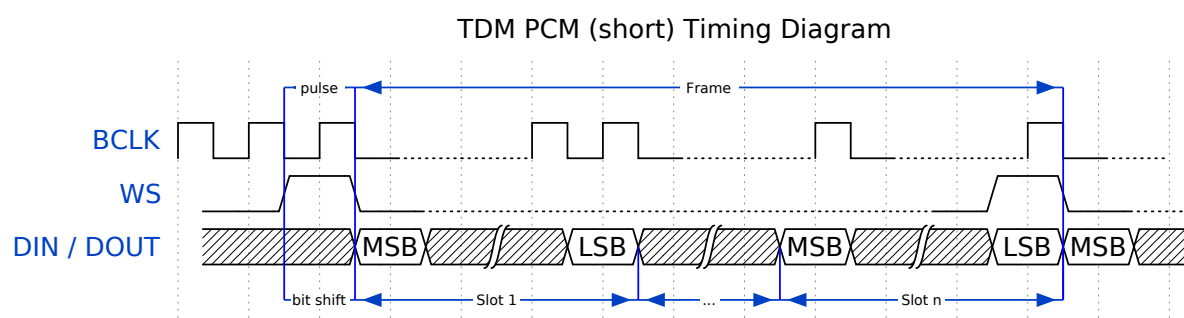 TDM PCM (short) Timing Diagram
pulse
Frame
BCLK
WS
DIN / DOUT
MSB
LSB
MSB
LSB
MSB
bit shift
Slot 1
...
Slot n